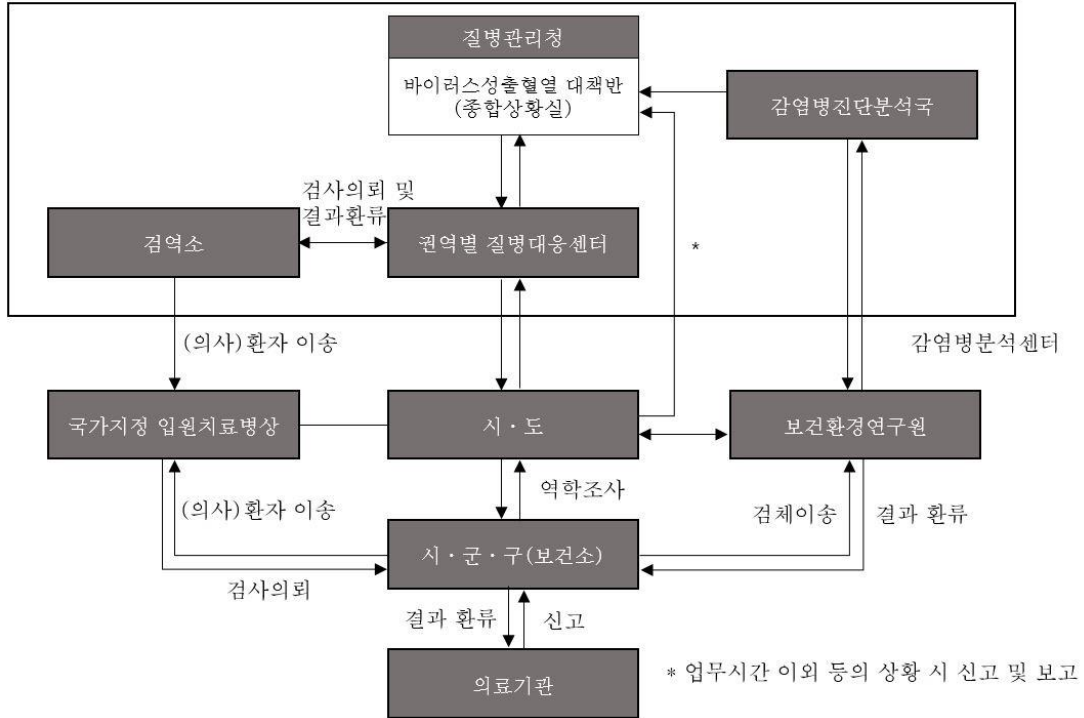 질병관리청
바이러스성출혈열 대책반
(종합상황실)
감염병진단분석국
검사의뢰 및
결과환류
검역소
권역별 질병대응센터
*
(의사)환자 이송
감염병분석센터
국가지정 입원치료병상
시·도
보건환경연구원
(의사)환자 이송
역학조사
검체이송
결과 환류
시·군·구(보건소)
검사의뢰
결과 환류
신고
의료기관
* 업무시간 이외 등의 상황 시 신고 및 보고